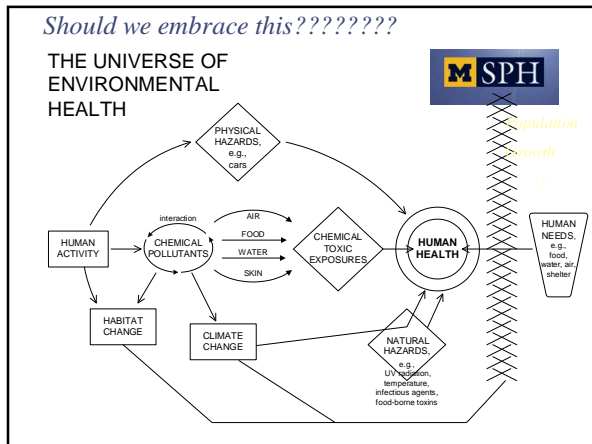 Should we embrace this????????
THE UNIVERSE OF
ENVIRONMENTAL
HEALTH
M SPH
Population
Growth
??
PHYSICAL
HAZARDS,
e.g.,
cars
interaction
AIR
FOOD
WATER
SKIN
HUMAN
ACTIVITY
CHEMICAL
POLLUTANTS
CHEMICAL
TOXIC
EXPOSURES
HUMAN
HEALTH
HUMAN
NEEDS,
e.g.,
food,
water, air,
shelter
HABITAT
CHANGE
CLIMATE
CHANGE
NATURAL
HAZARDS,
e.g.,
UV radiation,
temperature,
infectious agents,
food-borne toxins